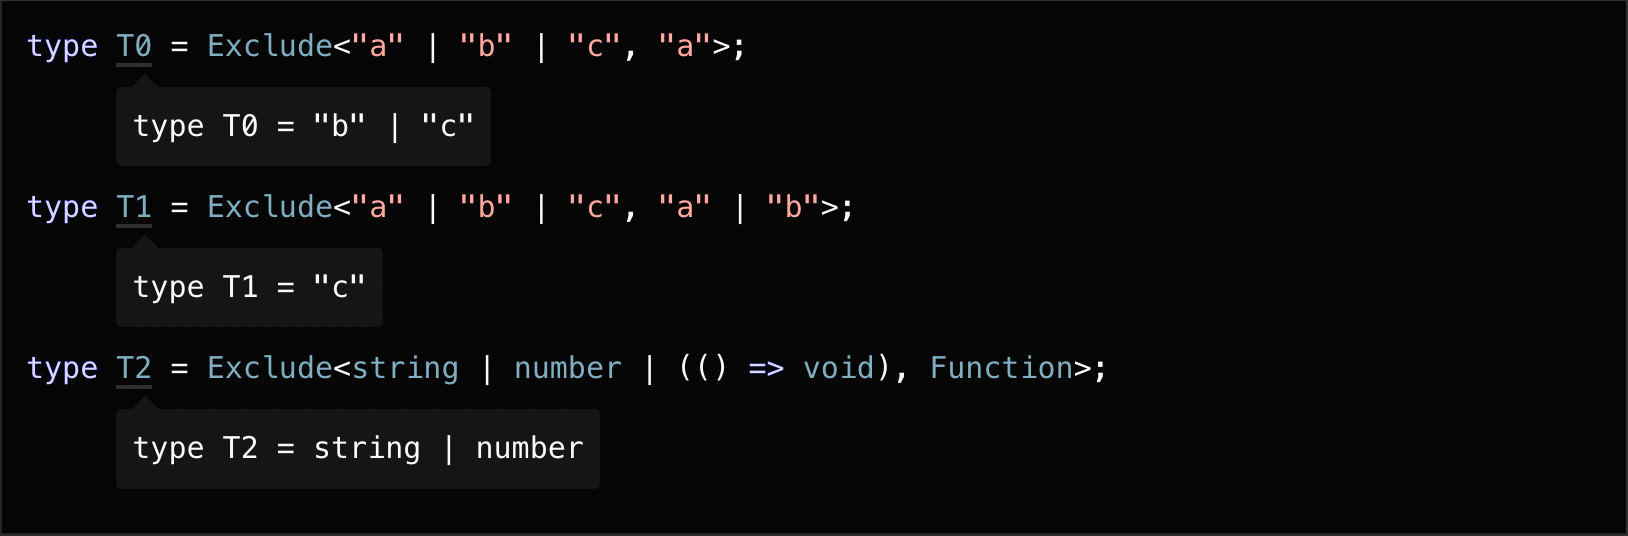 type T0 = Exclude<"a" | "b" | "c", "a">;
type T0 = "b" | "c"
type T1 = Exclude<"a" | "b" | "c", "a" | "b">;
type T1 = "c"
type T2 = Exclude<string | number | (() => void), Function>;
type T2 = string | number